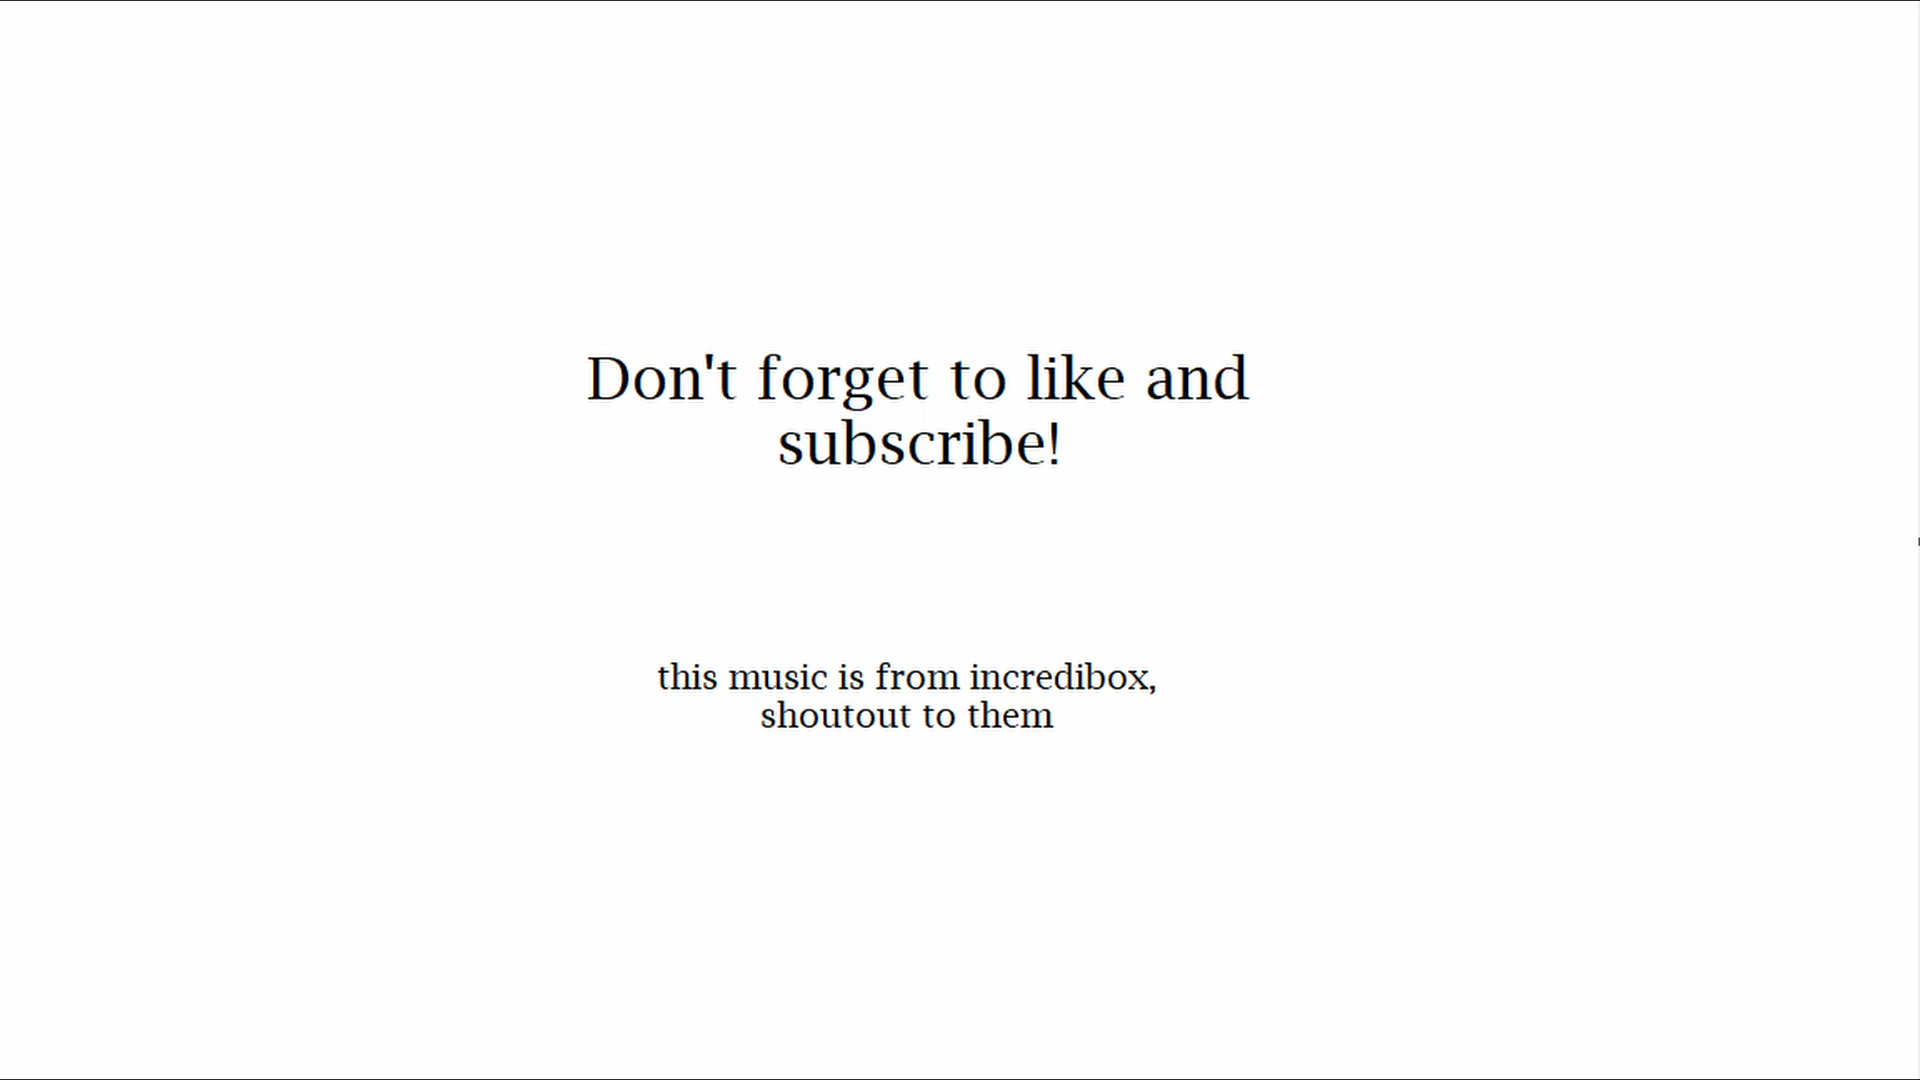 Don't forget to like and
subscribe!
this music is from incredibox,
shoutout to them